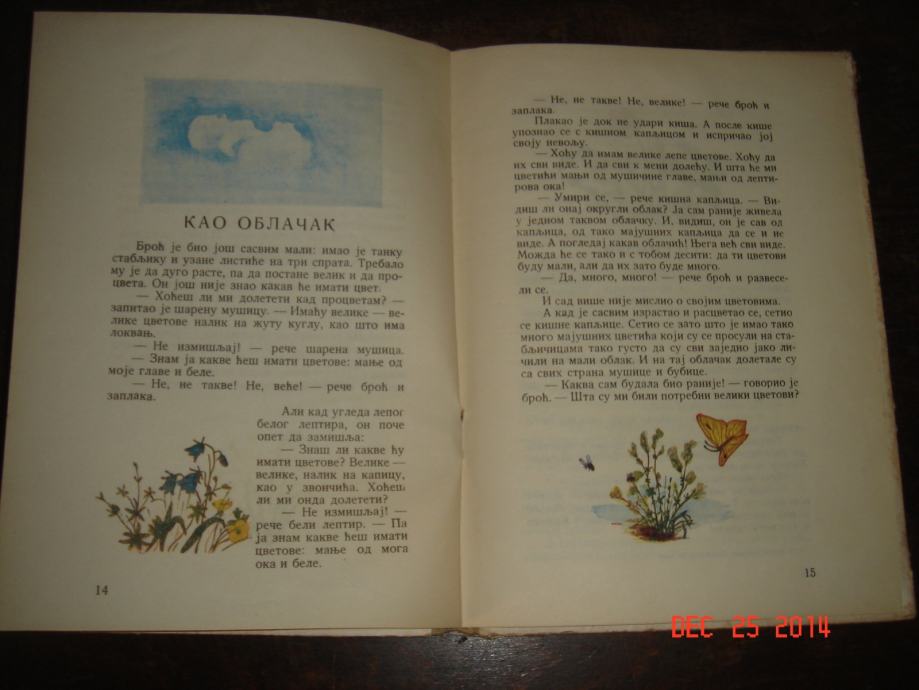 КАО ОБЛАЧАК
Броћ је био још сасвим мали: имао је танку
стабљику и узане листиће на три спрата. Требало
му је да дуго расте, па да постане велик и да про-
цвета. Он још није знао какав ће имати цвет.
— Хоћеш ли ми долетети кад процветам? —
запитао је шарену мушицу. — Имаћу велике — ве-
лике цветове налик на жуту куглу, као што има
локвањ.
— Не измишљај! — рече шарена мушица.
— Знам ја какве ћеш имати цветове: мање од
моје главе и беле.
— Не, не такве! Не, веће! — рече броћ и
заплака.
Али кад угледа лепог
белог лептира, он поче
опет да замишља:
— Знаш ли какве ћу
имати цветове? Велике —
велике, налик на капицу,
као у звончића. Хоћеш
ли ми онда долетети?
— Не измишљај! —
рече бели лептир. — Па
ја знам какве ћеш имати
цветове: мање од мога
ока и беле.
14
— Не, не такве! Не, велике! — рече броћ и
заплака.
Плакао је док не удари киша. А после кише
упознао се с кишном капљицом и испричао јој
своју невољу.
— Хоћу да имам велике лепе цветове. Хоћу да
их сви виде. И да сви к мени долећу. И шта ће ми
цветићи мањи од мушичине главе, мањи од лепти-
рова ока!
— Умири се, — рече кишна капљица. — Ви-
диш ли онај округли облак? Ја сам раније живела
у једном таквом облачку. И, видиш, он је сав од
капљица, од тако мајушних капљица да се и не
виде. А погледај какав облачић! Њега већ сви виде.
Можда ће се тако и с тобом десити: да ти цветови
буду мали, али да их зато буде много.
— Да, много, много! — рече броћ и развесе-
ли се.
И сад више није мислио о својим цветовима.
А кад је сасвим израстао и расцветао се, сетио
се кишне капљице. Сетио се зато што је имао тако
много мајушних цветића који су се просули на ста-
бљичицама тако густо да су сви заједно јако ли-
чили на мали облак. И на тај облачак долетале су
са свих страна мушице и бубице.
— Каква сам будала био раније! — говорио је
броћ. — Шта су ми били потребни велики цветови?
15
DEC 25 2014